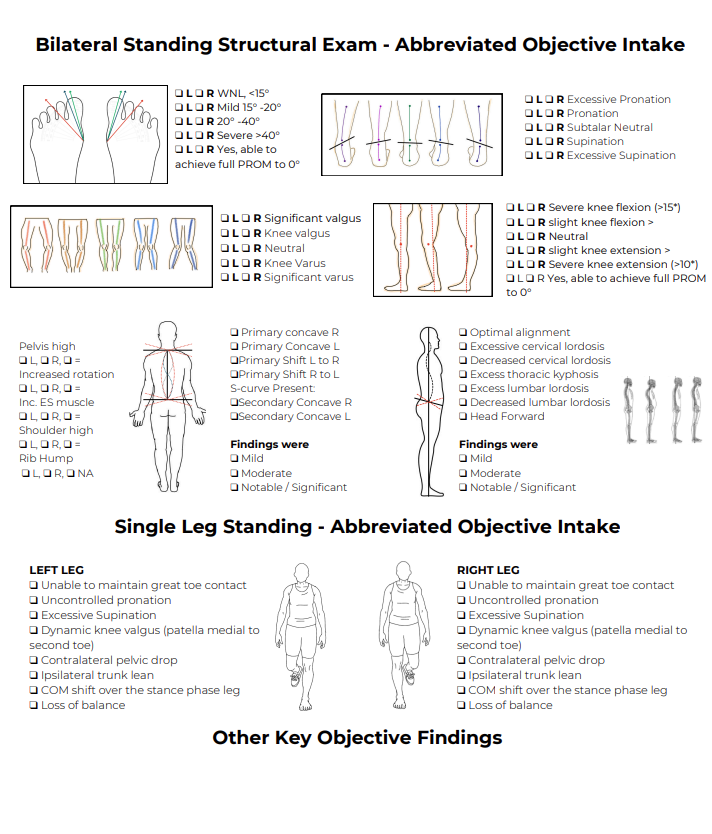 Bilateral Standing Structural Exam - Abbreviated Objective Intake
❏ L ❏ R WNL, <15°
❏ L ❏ R Mild 15° -20°
❏ L ❏ R 20° -40°
❏ L ❏ R Severe >40°
❏ L ❏ R Yes, able to
achieve full PROM to 0°
❏ L ❏ R Excessive Pronation
❏ L ❏ R Pronation
❏ L ❏ R Subtalar Neutral
❏ L ❏ R Supination
❏ L ❏ R Excessive Supination
❏ L ❏ R Significant valgus
❏ L ❏ R Knee valgus
❏ L ❏ R Neutral
❏ L ❏ R Knee Varus
❏ L ❏ R Significant varus
❏ L ❏ R Severe knee flexion (>15*)
❏ L ❏ R slight knee flexion >
❏ L ❏ R Neutral
❏ L ❏ R slight knee extension >
❏ L ❏ R Severe knee extension (>10*)
❏ L ❏ R Yes, able to achieve full PROM
to 0°
Pelvis high
❏ L, ❏ R, ❏ =
Increased rotation
❏ L, ❏ R, ❏ =
Inc. ES muscle
❏ L, ❏ R, ❏ =
Shoulder high
❏ L, ❏ R, ❏ =
Rib Hump
❏ L, ❏ R, ❏ NA
❏Primary concave R
❏Primary Concave L
❏Primary Shift L to R
❏Primary Shift R to L
S-curve Present:
❏Secondary Concave R
❏Secondary Concave L
Findings were
❏ Mild
❏ Moderate
❏ Notable / Significant
❏ Optimal alignment
❏ Excessive cervical lordosis
❏ Decreased cervical lordosis
❏ Excess thoracic kyphosis
❏ Excess lumbar lordosis
❏ Decreased lumbar lordosis
❏ Head Forward
Findings were
❏ Mild
❏ Moderate
❏ Notable / Significant
Single Leg Standing - Abbreviated Objective Intake
LEFT LEG
❏ Unable to maintain great toe contact
❏ Uncontrolled pronation
❏ Excessive Supination
❏ Dynamic knee valgus (patella medial to
second toe)
❏ Contralateral pelvic drop
❏ Ipsilateral trunk lean
❏ COM shift over the stance phase leg
❏ Loss of balance
RIGHT LEG
❏ Unable to maintain great toe contact
❏ Uncontrolled pronation
❏ Excessive Supination
❏ Dynamic knee valgus (patella medial to
second toe)
❏ Contralateral pelvic drop
❏ Ipsilateral trunk lean
❏ COM shift over the stance phase leg
❏ Loss of balance
Other Key Objective Findings